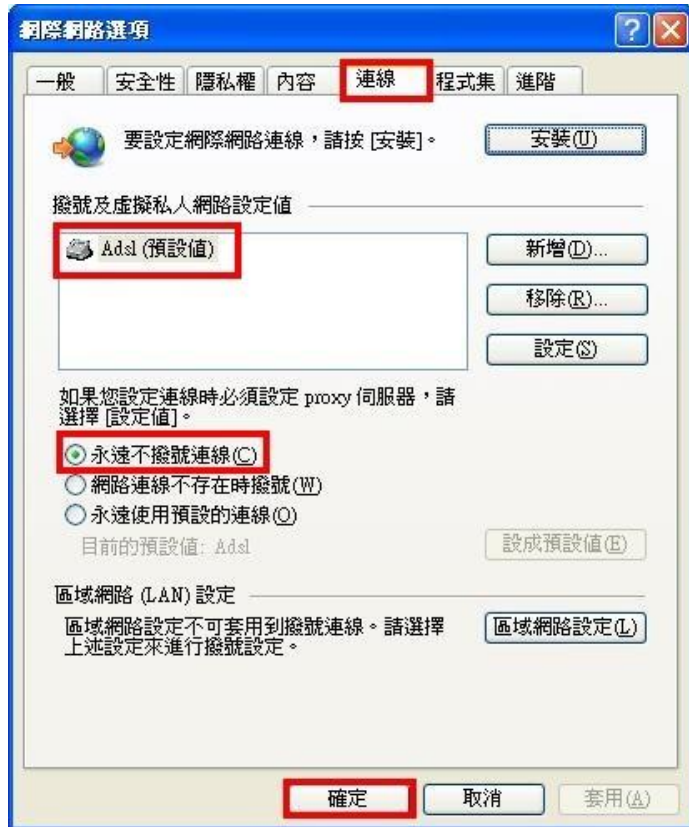 網際網路選項
一般 安全性 隱私權 內容 連線 程式集 進階
要設定網際網路連線，請按 [安裝]。 安裝(U)
撥號及虛擬私人網路設定值
Adsl (預設值)
新增(D)...
移除(R)...
設定(S)
如果您設定連線時必須設定 proxy 伺服器，請
選擇 [設定值]。
永遠不撥號連線(C)
網路連線不存在時撥號(W)
永遠使用預設的連線(O)
目前的預設值: Adsl 設成預設值(E)
區域網路 (LAN) 設定
區域網路設定不可套用到撥號連線。請選擇
上述設定來進行撥號設定。
區域網路設定(L)
確定 取消 套用(A)